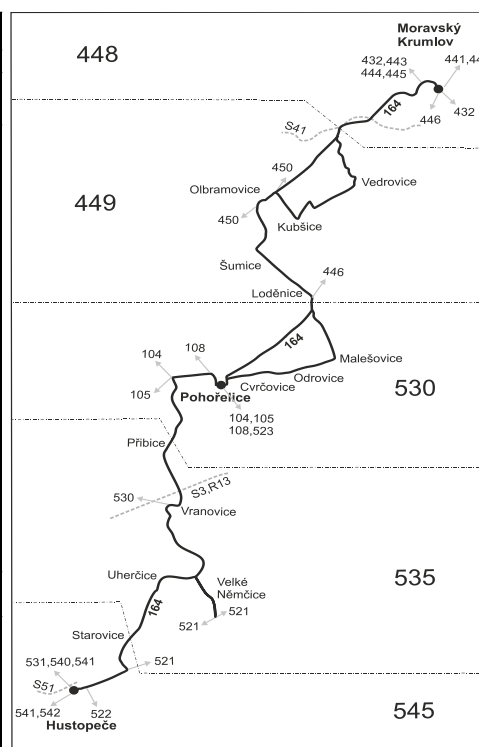 Moravský
Krumlov
448
432,443
444,445
441,44
164
446
432
S41
450
Vedrovice
Olbramovice
449
450
Kubšice
Šumice
446
Loděnice
164
108
104
Malešovice
Odrovice
530
Cvrčovice
105
Pohořelice
104,105
108,523
Přibice
S3,R13
530
Vranovice
Uherčice
Velké
Němčice
535
164
521
521
Starovice
531,540,541
521
S51
541,542
522
545
Hustopeče